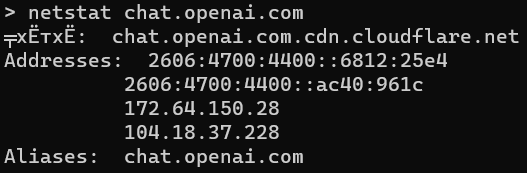 > netstat chat.openai.com
╤хЁтхЁ:  chat.openai.com.cdn.cloudflare.net
Addresses:  2606:4700:4400::6812:25e4
          2606:4700:4400::ac40:961c
          172.64.150.28
          104.18.37.228
Aliases:  chat.openai.com